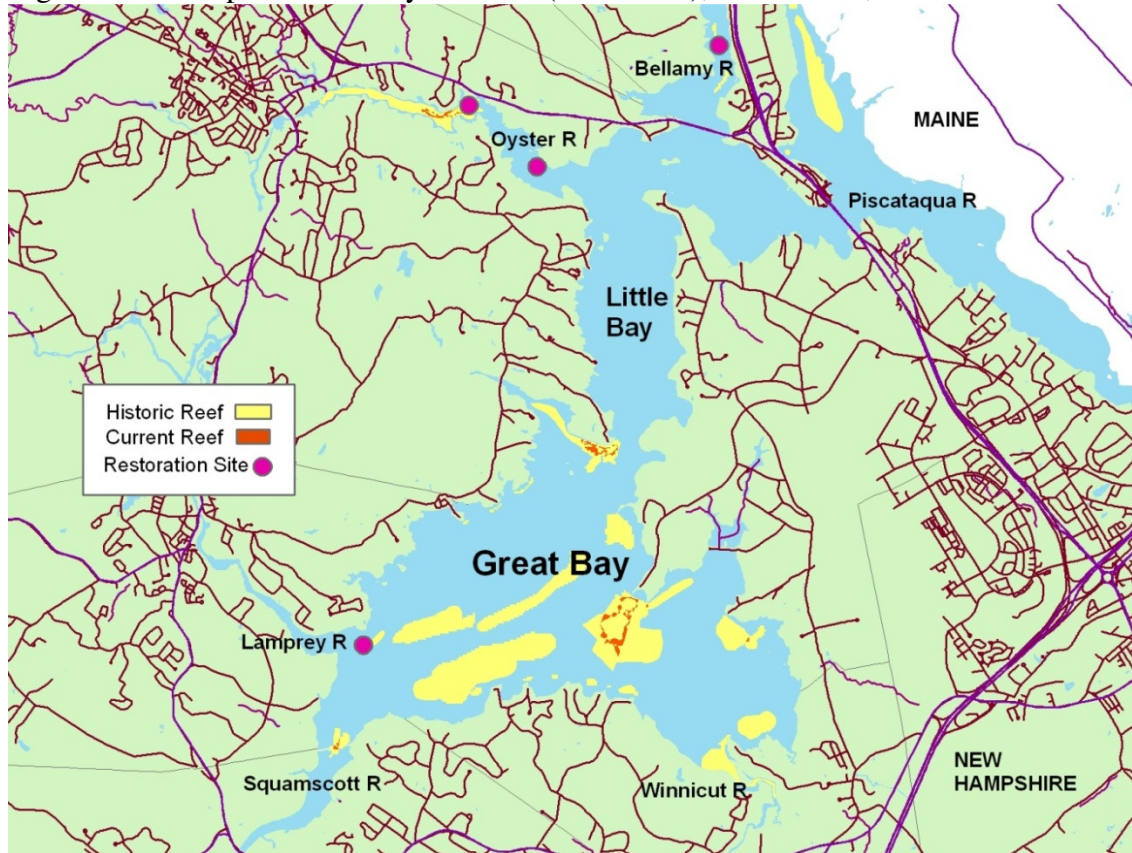 Bellamy R
MAINE
Oyster R
Piscataqua R
Little
Bay
Historic Reef
Current Reef
Restoration Site
Great Bay
Lamprey R
Squamscott R
Winnicut R
NEW
HAMPSHIRE